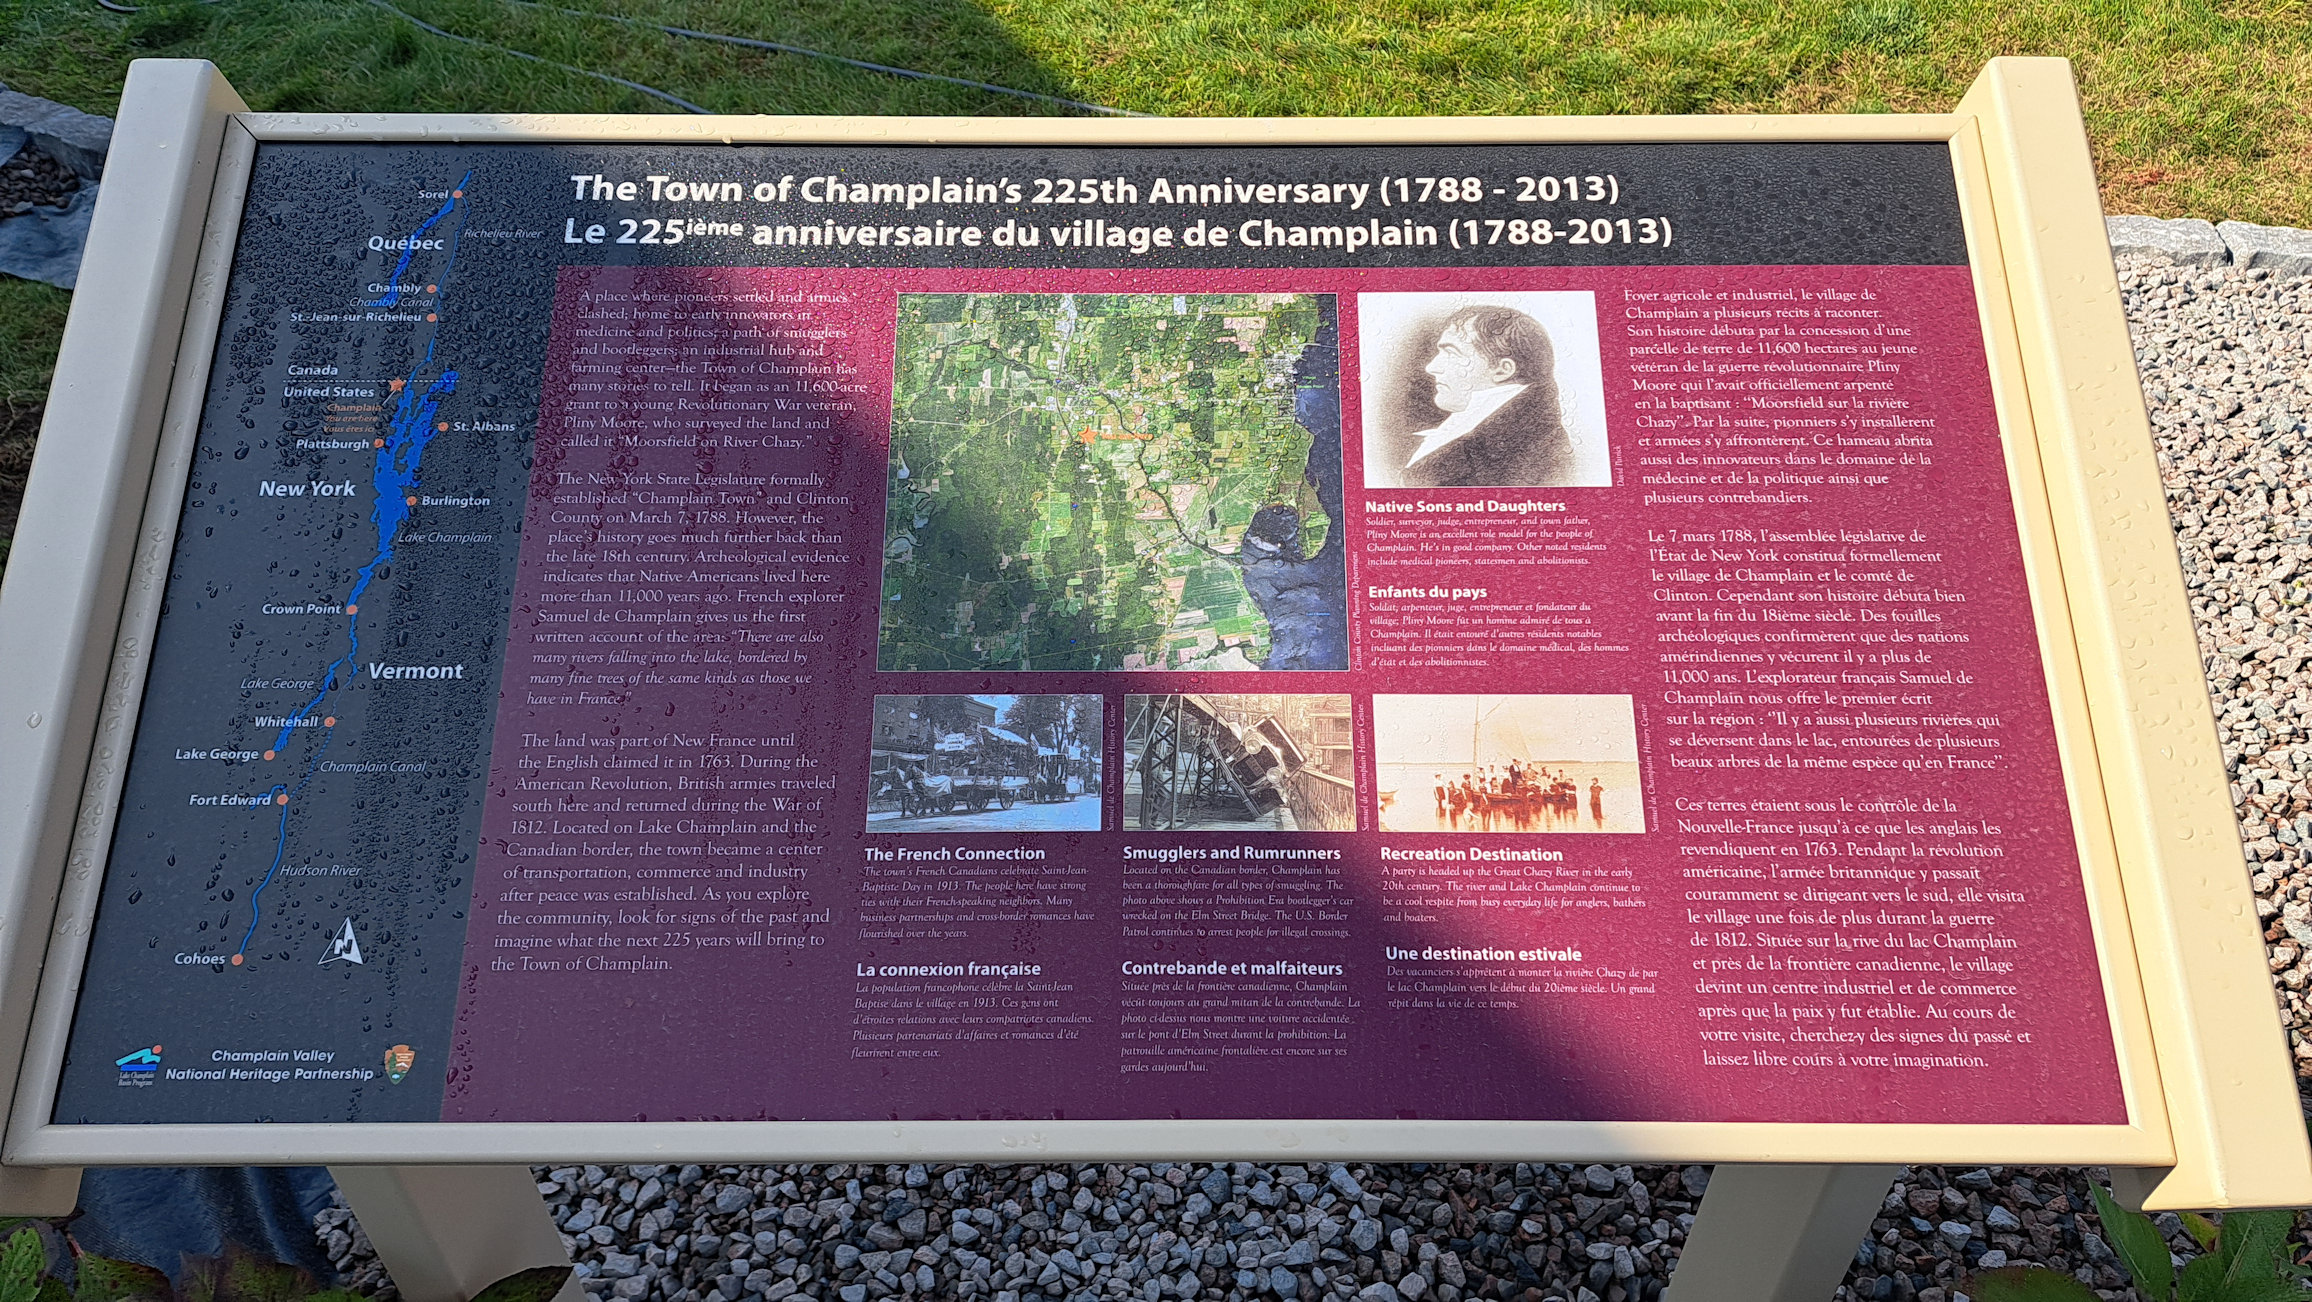 The Town of Champlain's 225th Anniversary (1788 - 2013)
Le 225ième anniversaire du village de Champlain (1788-2013)
Sorel
Richelieu River
Québec
Chambly
Chambly Canal
St.-Jean-sur-Richelieu
Canada
United States
Champlain
You are here
Vous êtes ici
St. Albans
Plattsburgh
New York
Burlington
Lake Champlain
Crown Point
Vermont
Lake George
Whitehall
Lake George
Champlain Canal
Fort Edward
Hudson River
N
Cohoes
Lake Champlain
Basin Program
Champlain Valley
National Heritage Partnership
A place where pioneers settled and armies
clashed; home to early innovators in
medicine and politics; a path of smugglers
and bootleggers; an industrial hub and
farming center—the Town of Champlain has
many stories to tell. It began as an 11,600-acre
grant to a young Revolutionary War veteran,
Pliny Moore, who surveyed the land and
called it "Moorsfield on River Chazy."
The New York State Legislature formally
established "Champlain Town" and Clinton
County on March 7, 1788. However, the
place's history goes much further back than
the late 18th century. Archeological evidence
indicates that Native Americans lived here
more than 11,000 years ago. French explorer
Samuel de Champlain gives us the first
written account of the area: "There are also
many rivers falling into the lake, bordered by
many fine trees of the same kinds as those we
have in France."
The land was part of New France until
the English claimed it in 1763. During the
American Revolution, British armies traveled
south here and returned during the War of
1812. Located on Lake Champlain and the
Canadian border, the town became a center
of transportation, commerce and industry
after peace was established. As you explore
the community, look for signs of the past and
imagine what the next 225 years will bring to
the Town of Champlain.
Clinton County Planning Department
David Patrick
Native Sons and Daughters
Soldier, surveyor, judge, entrepreneur, and town father,
Pliny Moore is an excellent role model for the people of
Champlain. He's in good company. Other noted residents
include medical pioneers, statesmen and abolitionists.
Enfants du pays
Soldat, arpenteur, juge, entrepreneur et fondateur du
village; Pliny Moore fût un homme admiré de tous à
Champlain. Il était entouré d'autres résidents notables
incluant des pionniers dans le domaine médical, des hommes
d'état et des abolitionnistes.
Samuel de Champlain History Center
The French Connection
The town's French Canadians celebrate Saint-Jean-
Baptiste Day in 1913. The people here have strong
ties with their French-speaking neighbors. Many
business partnerships and cross-border romances have
flourished over the years.
La connexion française
La population francophone célèbre la Saint-Jean
Baptise dans le village en 1913. Ces gens ont
d'étroites relations avec leurs compatriotes canadiens.
Plusieurs partenariats d'affaires et romances d'été
fleurirent entre eux.
Samuel de Champlain History Center
Smugglers and Rumrunners
Located on the Canadian border, Champlain has
been a thoroughfare for all types of smuggling. The
photo above shows a Prohibition Era bootlegger's car
wrecked on the Elm Street Bridge. The U.S. Border
Patrol continues to arrest people for illegal crossings.
Contrebande et malfaiteurs
Située près de la frontière canadienne, Champlain
vécut toujours au grand mitan de la contrebande. La
photo ci-dessus nous montre une voiture accidentée
sur le pont d'Elm Street durant la prohibition. La
patrouille américaine frontalière est encore sur ses
gardes aujourd'hui.
Samuel de Champlain History Center
Recreation Destination
A party is headed up the Great Chazy River in the early
20th century. The river and Lake Champlain continue to
be a cool respite from busy everyday life for anglers, bathers
and boaters.
Une destination estivale
Des vacanciers s'apprêtent à monter la rivière Chazy de par
le lac Champlain vers le début du 20ième siècle. Un grand
répit dans la vie de ce temps.
Foyer agricole et industriel, le village de
Champlain a plusieurs récits à raconter.
Son histoire débuta par la concession d'une
parcelle de terre de 11,600 hectares au jeune
vétéran de la guerre révolutionnaire Pliny
Moore qui l'avait officiellement arpenté
en la baptisant : "Moorsfield sur la rivière
Chazy". Par la suite, pionniers s'y installèrent
et armées s'y affrontèrent. Ce hameau abrita
aussi des innovateurs dans le domaine de la
médecine et de la politique ainsi que
plusieurs contrebandiers.
Le 7 mars 1788, l'assemblée législative de
l'État de New York constitua formellement
le village de Champlain et le comté de
Clinton. Cependant son histoire débuta bien
avant la fin du 18ième siècle. Des fouilles
archéologiques confirmèrent que des nations
amérindiennes y vécurent il y a plus de
11,000 ans. L'explorateur français Samuel de
Champlain nous offre le premier écrit
sur la région : "Il y a aussi plusieurs rivières qui
se déversent dans le lac, entourées de plusieurs
beaux arbres de la même espèce qu'en France".
Ces terres étaient sous le contrôle de la
Nouvelle-France jusqu'à ce que les anglais les
revendiquent en 1763. Pendant la révolution
américaine, l'armée britannique y passait
couramment se dirigeant vers le sud, elle visita
le village une fois de plus durant la guerre
de 1812. Située sur la rive du lac Champlain
et près de la frontière canadienne, le village
devint un centre industriel et de commerce
après que la paix y fut établie. Au cours de
votre visite, cherchez-y des signes du passé et
laissez libre cours à votre imagination.